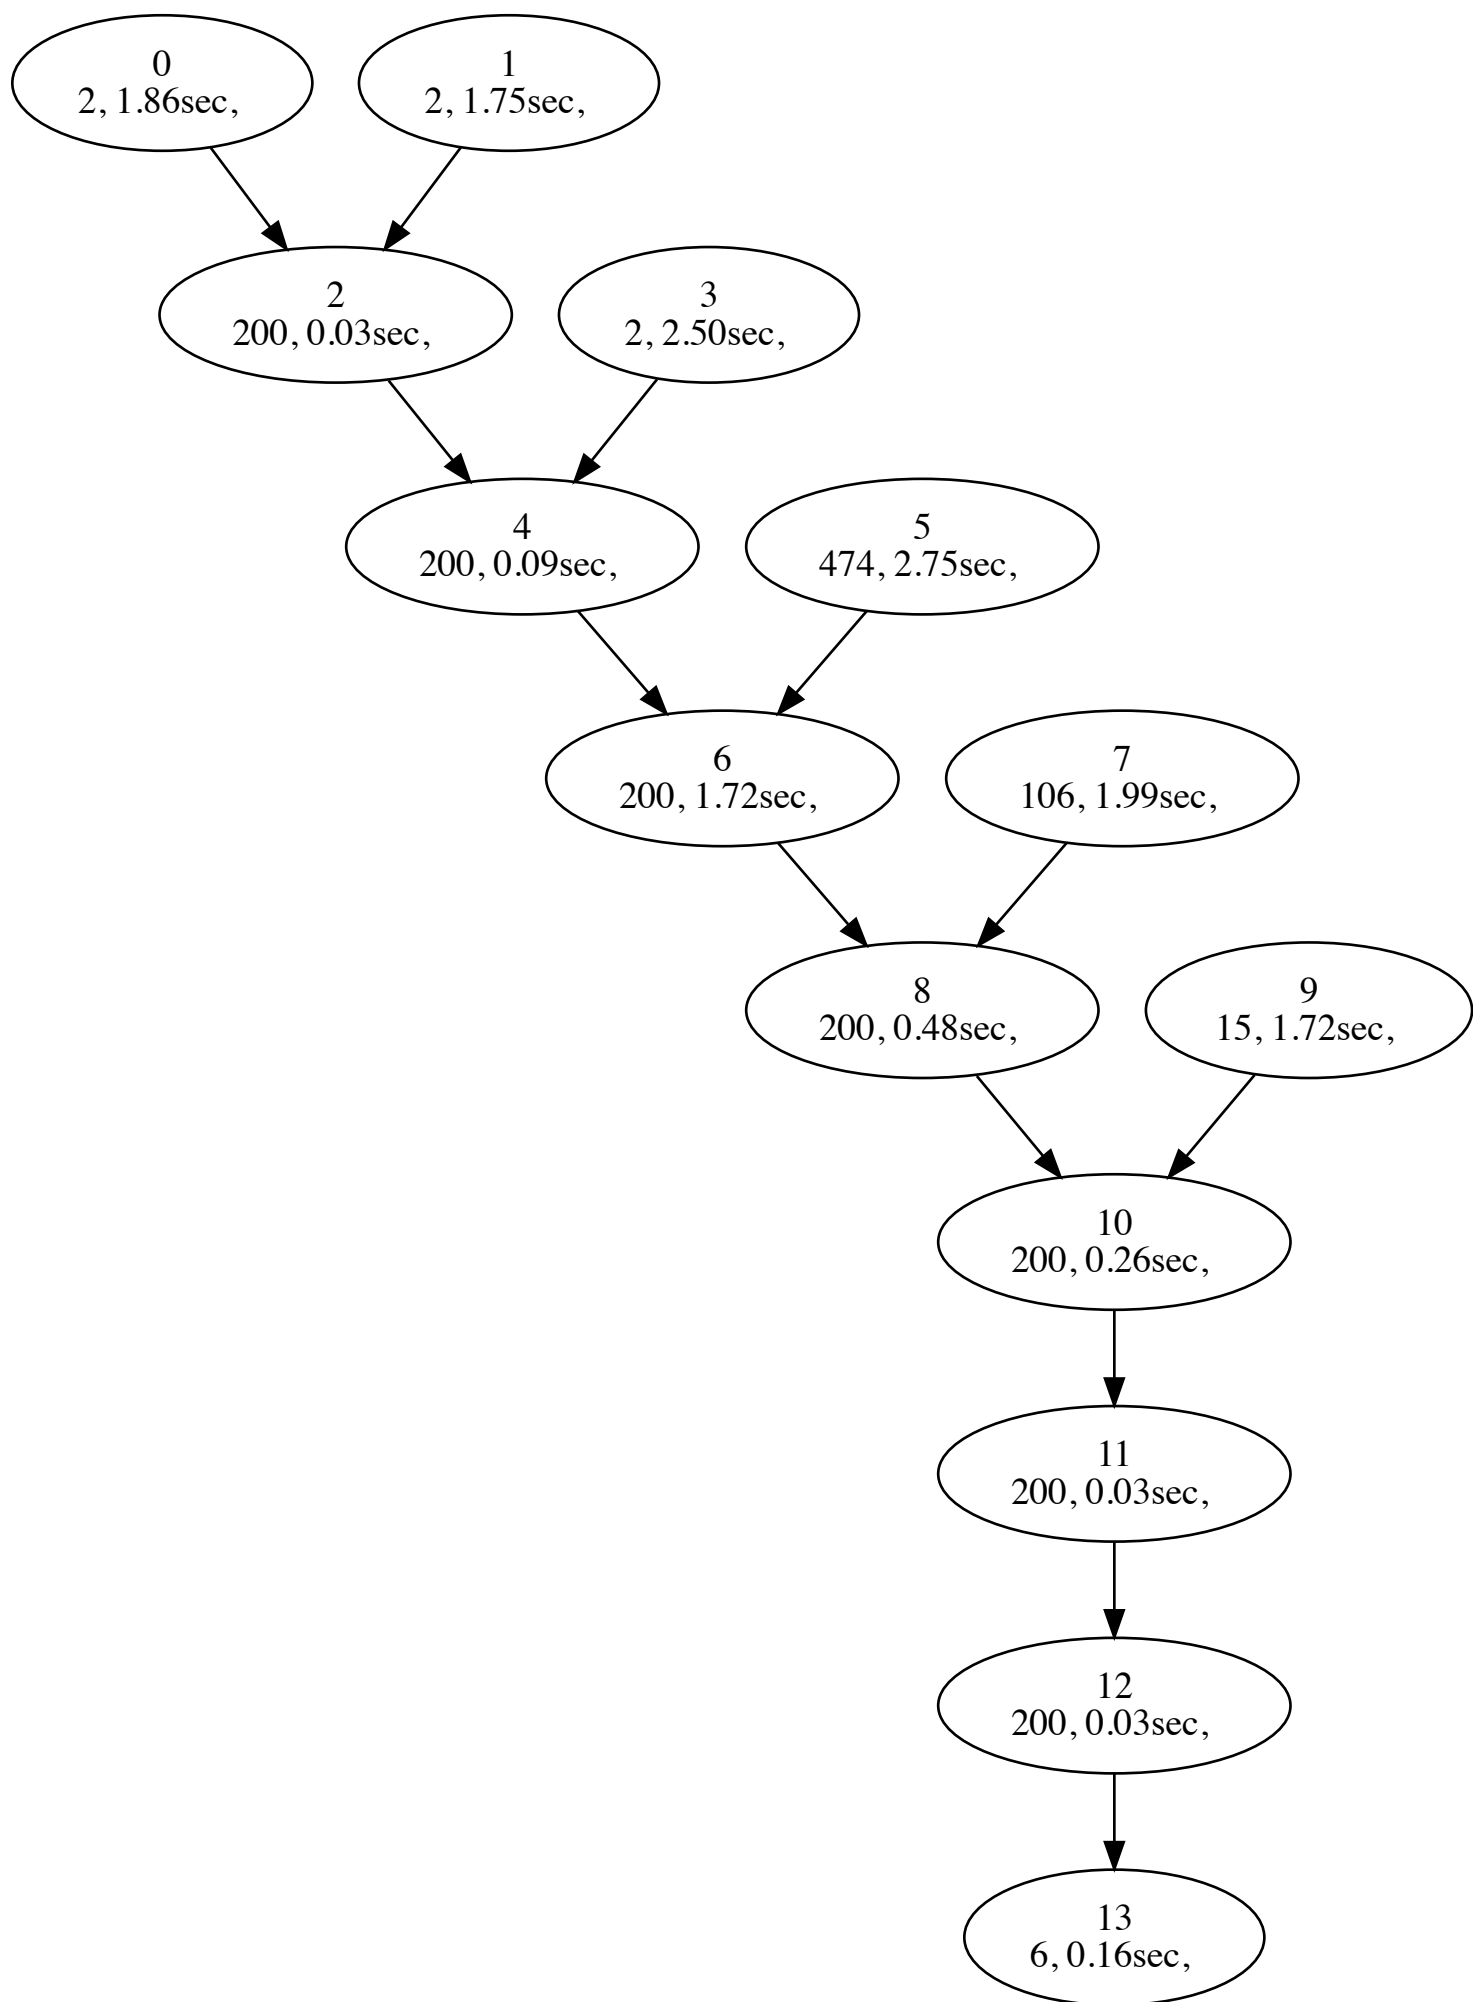 0
2, 1.86sec,
1
2, 1.75sec,
2
200, 0.03sec,
3
2, 2.50sec,
4
200, 0.09sec,
5
474, 2.75sec,
6
200, 1.72sec,
7
106, 1.99sec,
8
200, 0.48sec,
9
15, 1.72sec,
10
200, 0.26sec,
11
200, 0.03sec,
12
200, 0.03sec,
13
6, 0.16sec,